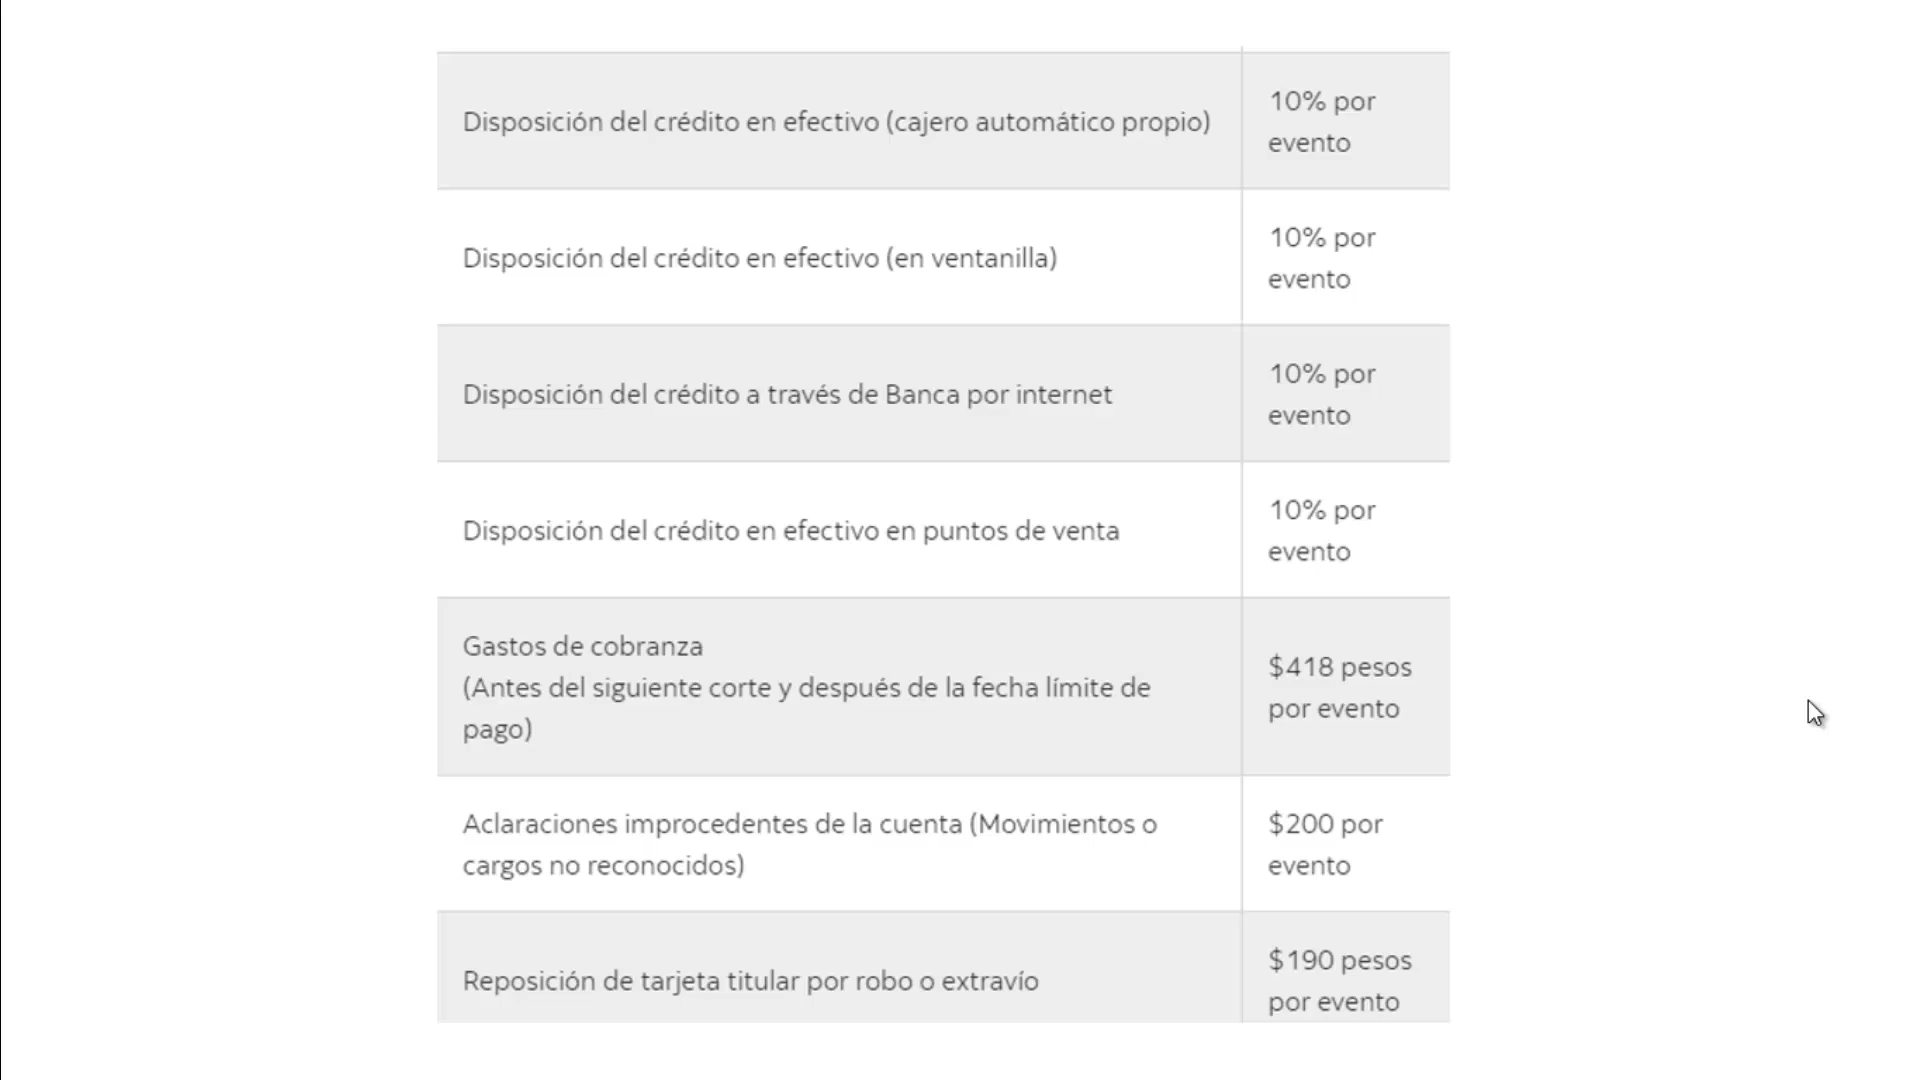 Disposición del crédito en efectivo (cajero automático propio)
10% por
evento
Disposición del crédito en efectivo (en ventanilla)
10% por
evento
Disposición del crédito a través de Banca por internet
10% por
evento
Disposición del crédito en efectivo en puntos de venta
10% por
evento
Gastos de cobranza
(Antes del siguiente corte y después de la fecha límite de
pago)
$418 pesos
por evento
Aclaraciones improcedentes de la cuenta (Movimientos o
cargos no reconocidos)
$200 por
evento
Reposición de tarjeta titular por robo o extravío
$190 pesos
por evento